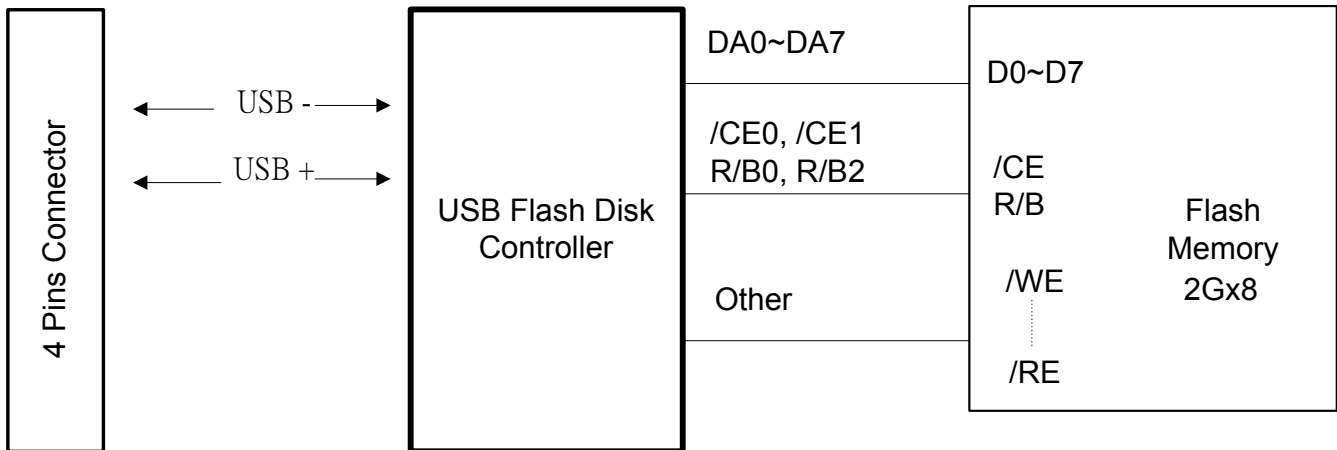 4 Pins Connector
USB -
USB +
USB Flash Disk
Controller
DA0~DA7
/CE0, /CE1
R/B0, R/B2
Other
D0~D7
/CE
R/B
/WE
/RE
Flash
Memory
2Gx8